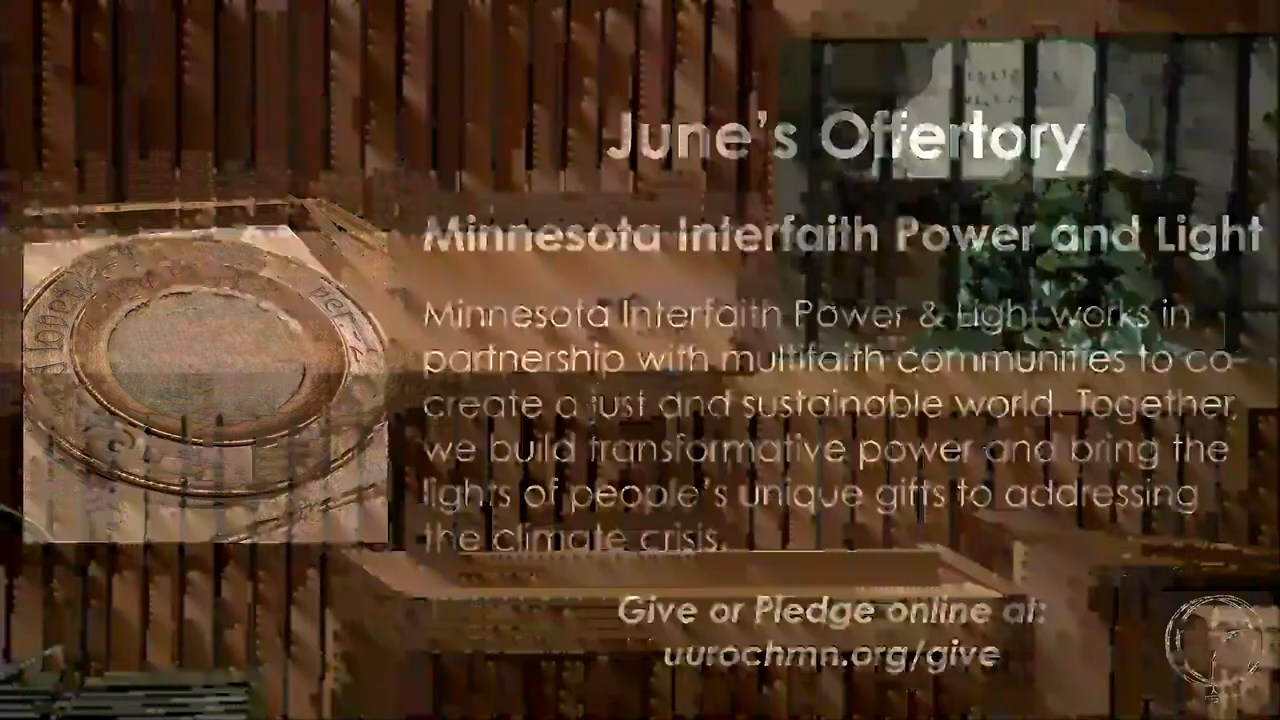 June's Offertory
Minnesota Interfaith Power and Light
Minnesota Interfaith Power & Light works in
partnership with multifaith communities to co-
create a just and sustainable world. Together,
we build transformative power and bring the
lights of people's unique gifts to addressing
the climate crisis.
Give or Pledge online at:
uurochmn.org/give